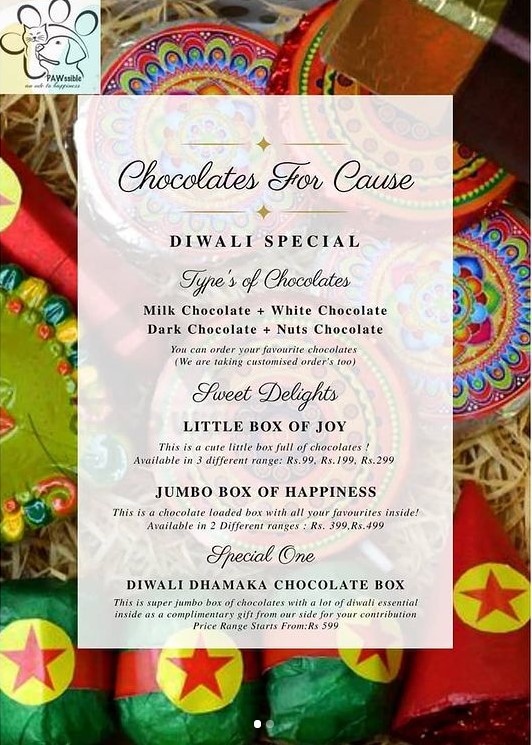 PAWssible
an ode to happiness
Chocolates For Cause
DIWALI SPECIAL
Type's of Chocolates
Milk Chocolate + White Chocolate
Dark Chocolate + Nuts Chocolate
You can order your favourite chocolates
(We are taking customised order's too)
Sweet Delights
LITTLE BOX OF JOY
This is a cute little box full of chocolates !
Available in 3 different range: Rs.99, Rs.199, Rs.299
JUMBO BOX OF HAPPINESS
This is a chocolate loaded box with all your favourites inside!
Available in 2 Different ranges : Rs. 399,Rs.499
Special One
DIWALI DHAMAKA CHOCOLATE BOX
This is super jumbo box of chocolates with a lot of diwali essential
inside as a complimentary gift from our side for your contribution
Price Range Starts From:Rs 599